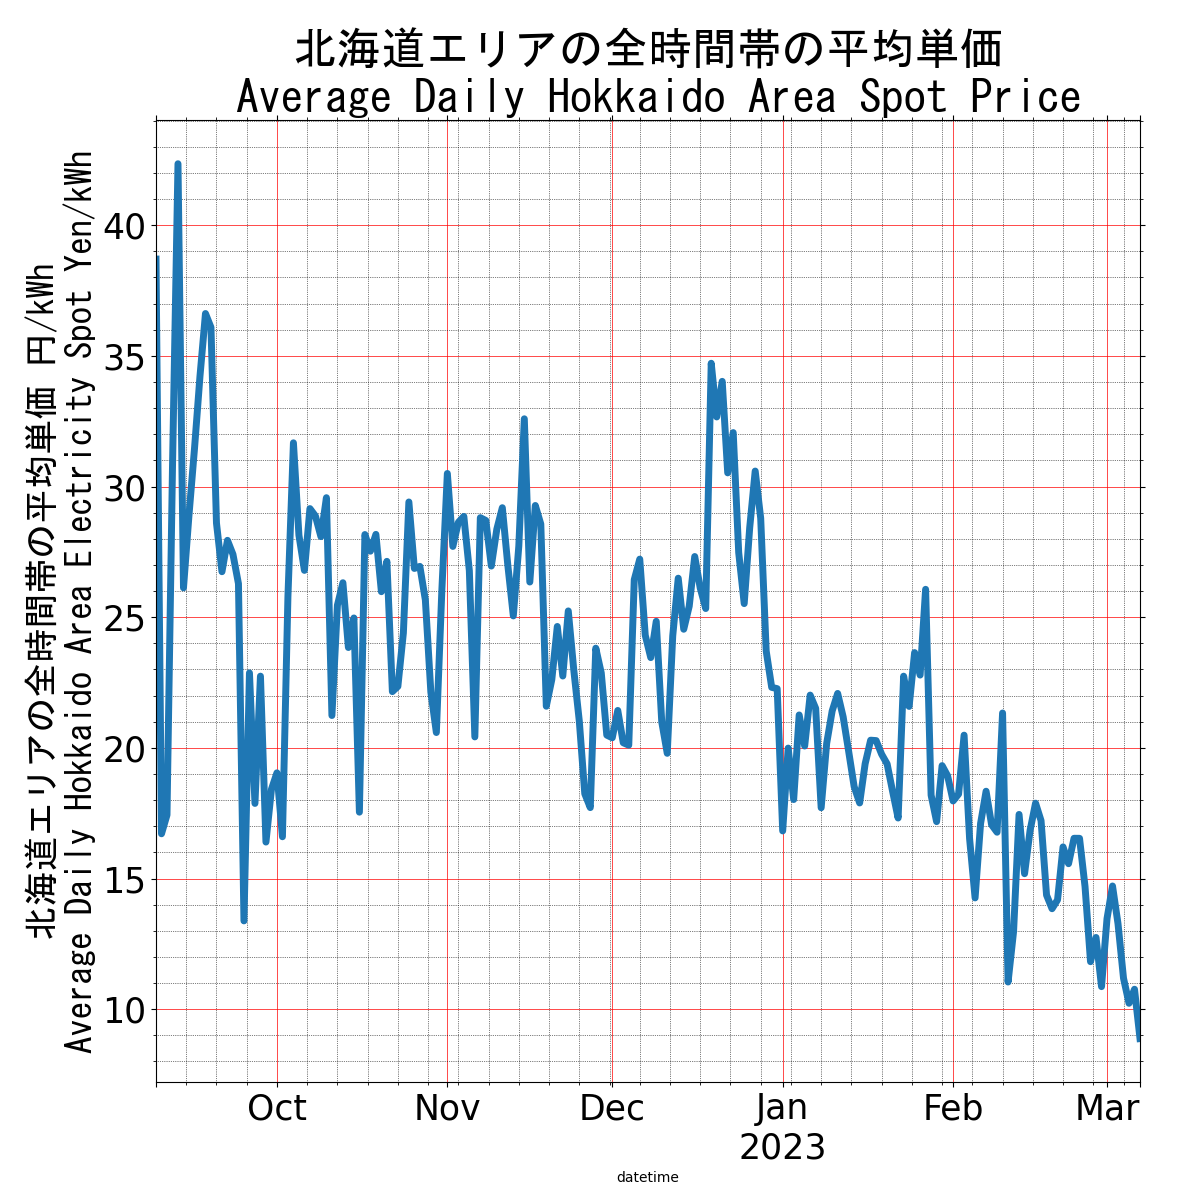 北海道エリアの全時間帯の平均単価
Average Daily Hokkaido Area Spot Price
北海道エリアの全時間帯の平均単価 円/kWh
Average Daily Hokkaido Area Electricity Spot Yen/kWh
40
35
30
25
20
15
10
Oct
Nov
Dec
Jan
2023
Feb
Mar
datetime